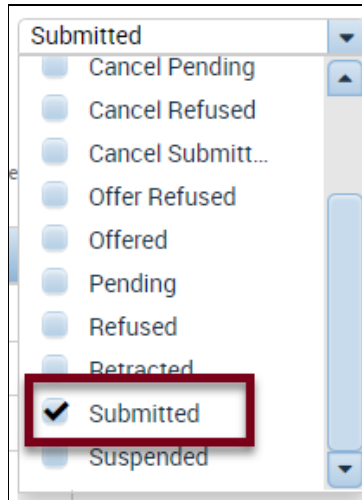 Submitted
Cancel Pending
Cancel Refused
Cancel Submitt...
Offer Refused
Offered
Pending
Refused
Retracted
Submitted
Suspended